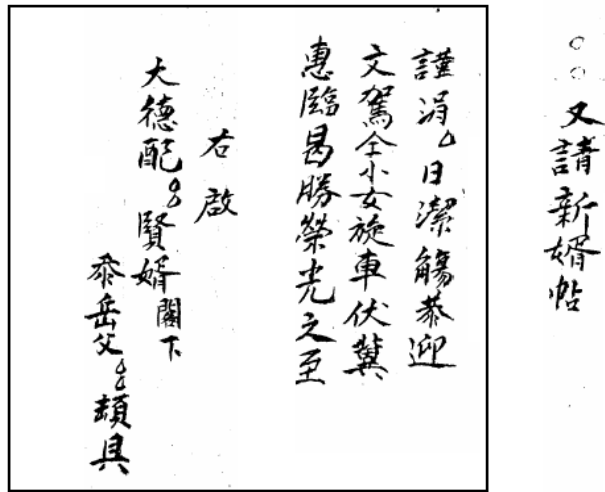 ○○又請新婿帖
謹涓。日潔觴恭迎
文駕仝小女旋車伏冀
惠臨曷勝榮光之至
右啟
大德配。。賢婿閣下
忝岳父。。頓具